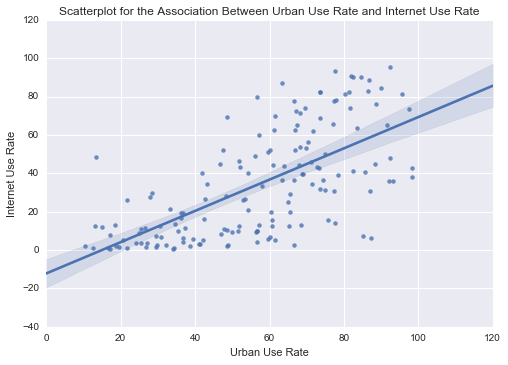 Scatterplot for the Association Between Urban Use Rate and Internet Use Rate
120
100
80
60
40
20
0
−20
−40
Internet Use Rate
0 20 40 60 80 100 120
Urban Use Rate